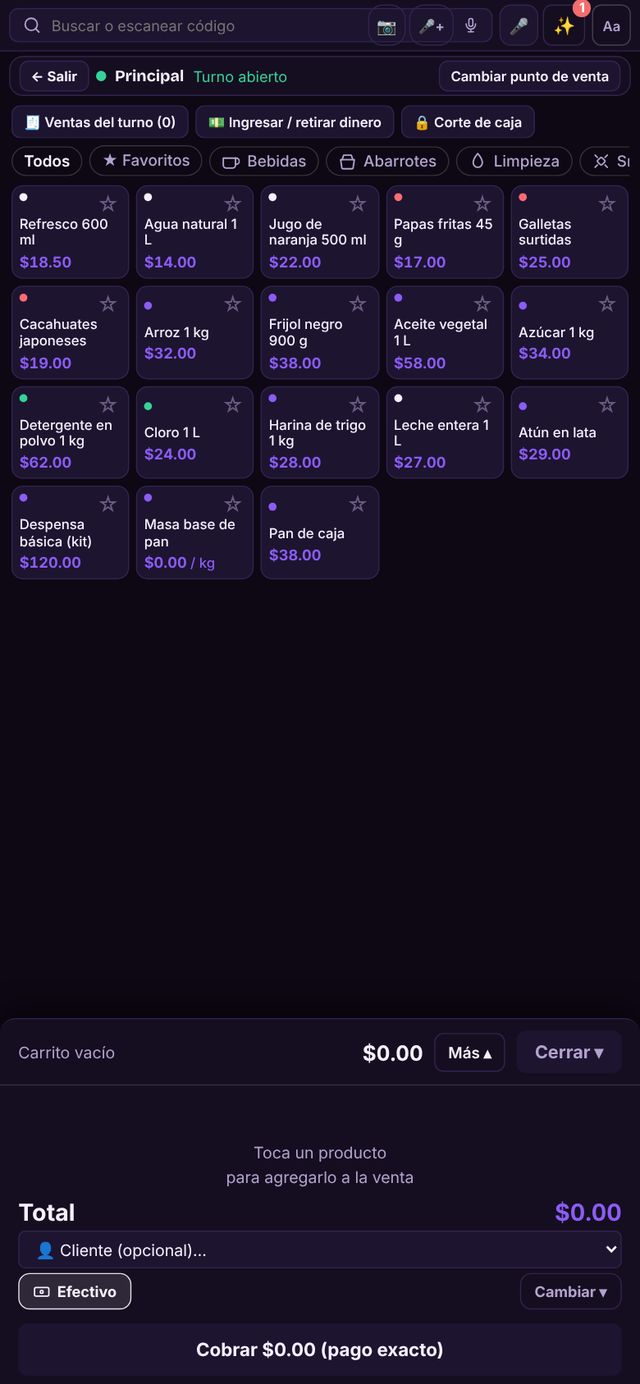 Buscar o escanear código
1
Aa
← Salir
Principal
Turno abierto
Cambiar punto de venta
Ventas del turno (0)
Ingresar / retirar dinero
Corte de caja
Todos
★ Favoritos
Bebidas
Abarrotes
Limpieza
Refresco 600
ml
$18.50
Agua natural 1
L
$14.00
Jugo de
naranja 500 ml
$22.00
Papas fritas 45
g
$17.00
Galletas
surtidas
$25.00
Cacahuates
japoneses
$19.00
Arroz 1 kg
$32.00
Frijol negro
900 g
$38.00
Aceite vegetal
1 L
$58.00
Azúcar 1 kg
$34.00
Detergente en
polvo 1 kg
$62.00
Cloro 1 L
$24.00
Harina de trigo
1 kg
$28.00
Leche entera 1
L
$27.00
Atún en lata
$29.00
Despensa
básica (kit)
$120.00
Masa base de
pan
$0.00 / kg
Pan de caja
$38.00
Carrito vacío
$0.00
Más ▴
Cerrar ▾
Toca un producto
para agregarlo a la venta
Total
$0.00
Cliente (opcional)...
Efectivo
Cambiar ▾
Cobrar $0.00 (pago exacto)